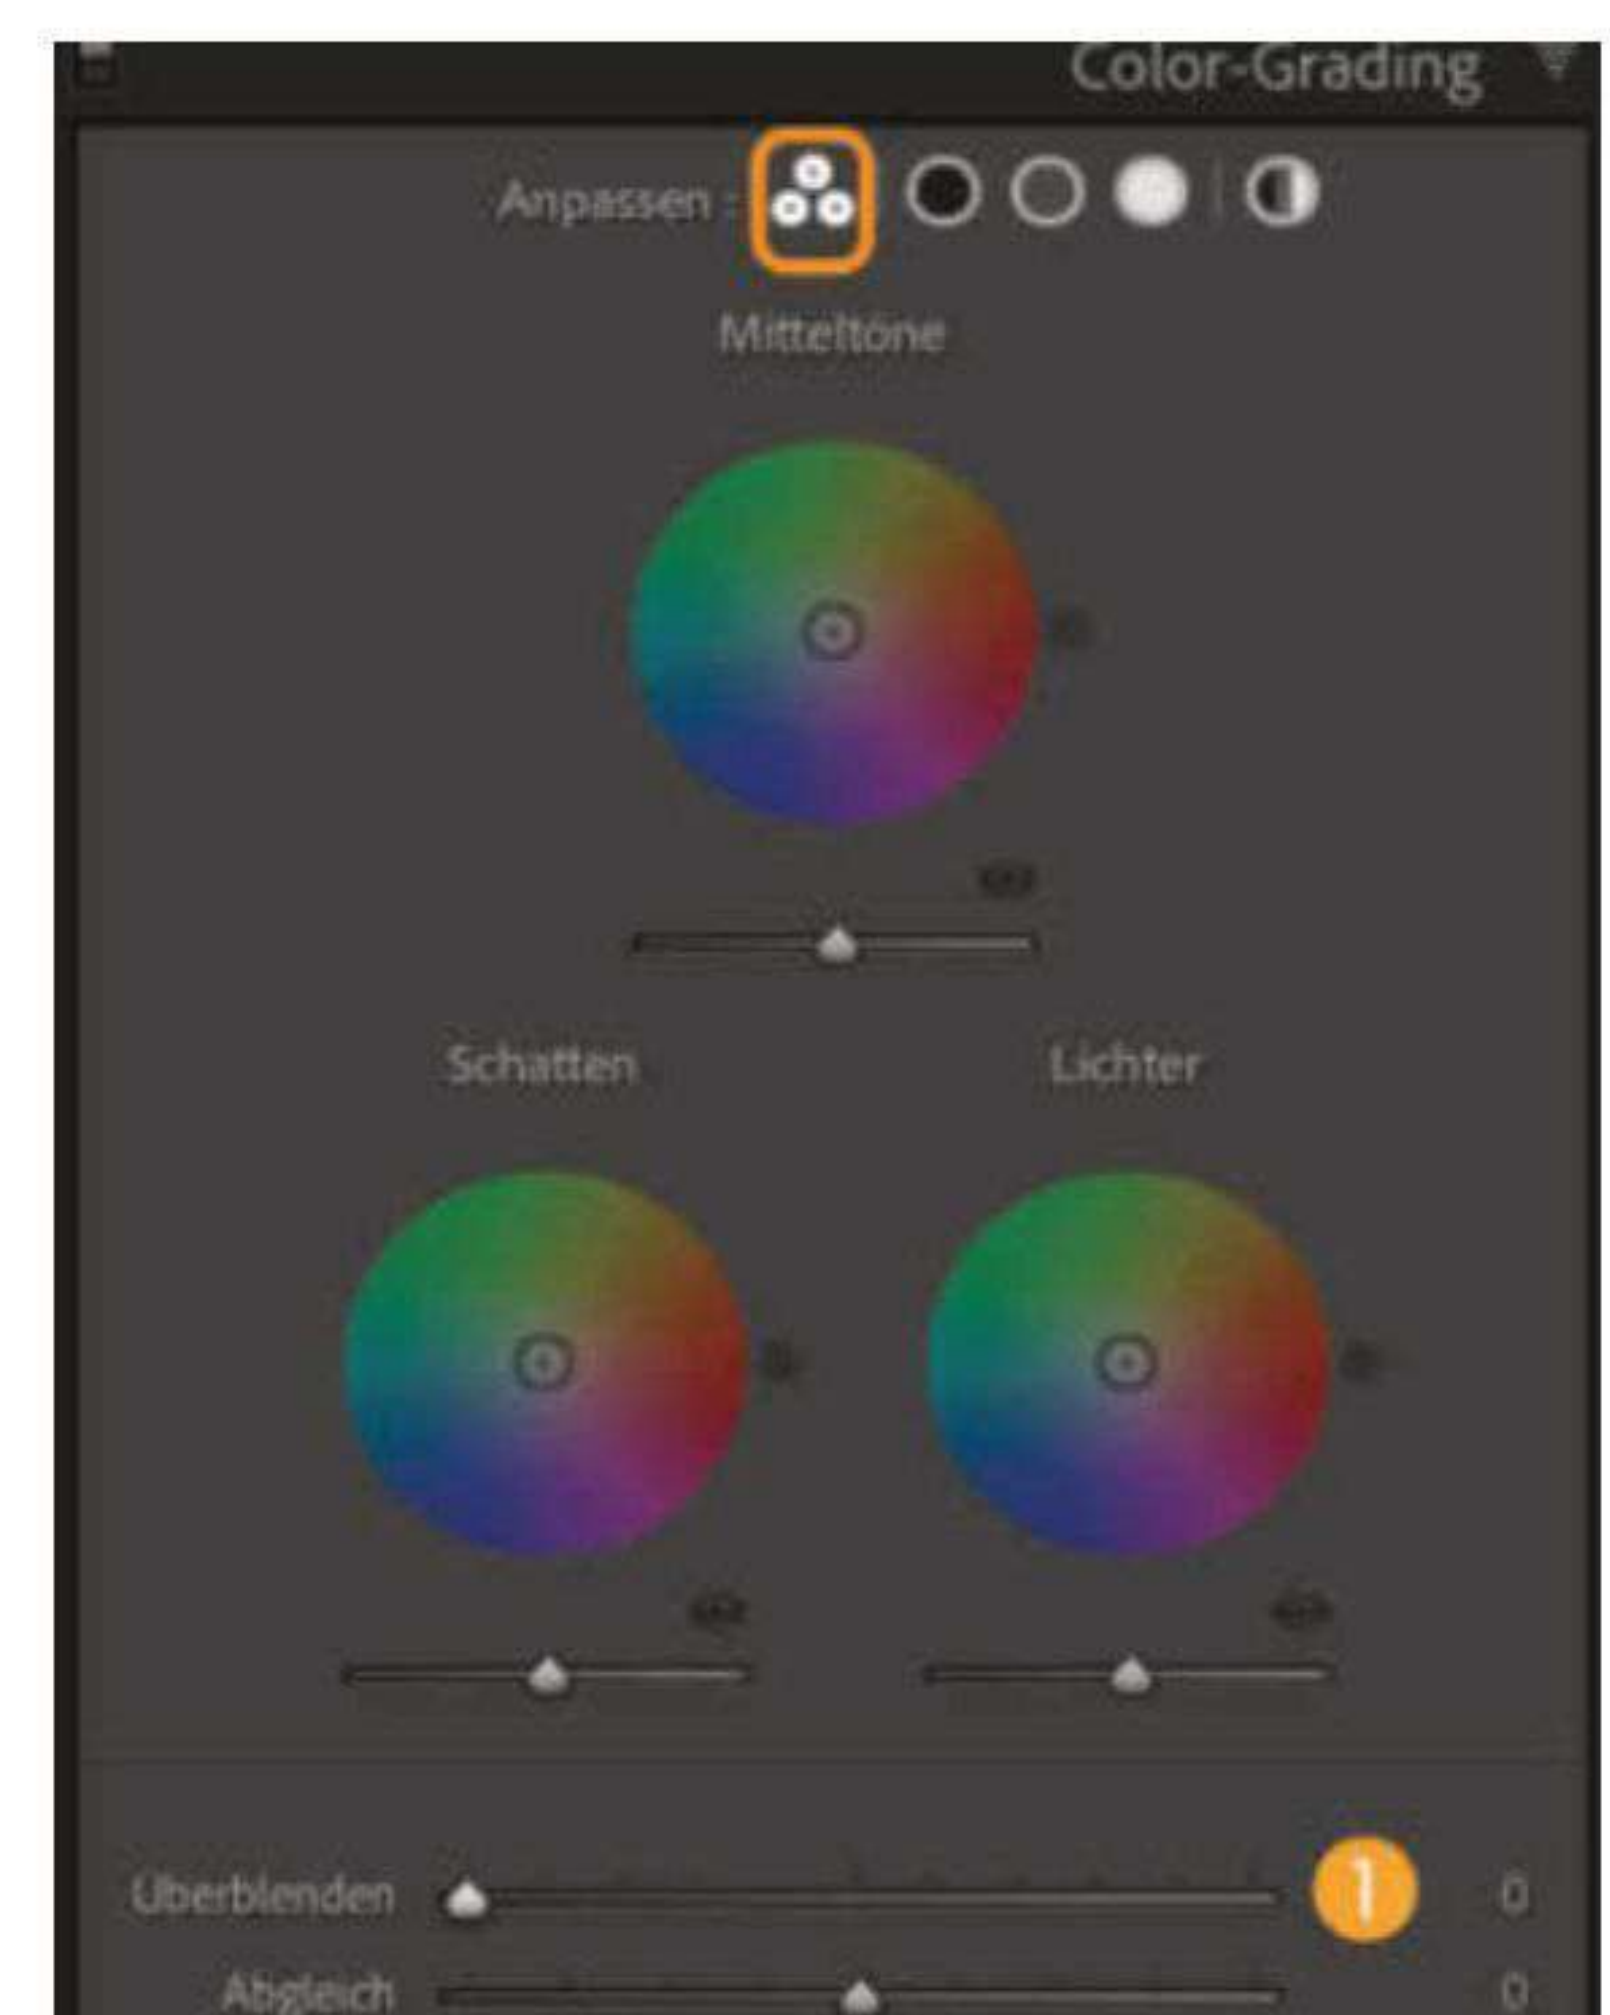 Color-Grading
Anpassen :
Mitteltöne
Schatten
Lichter
Überblenden 1 0
Abgleich 0